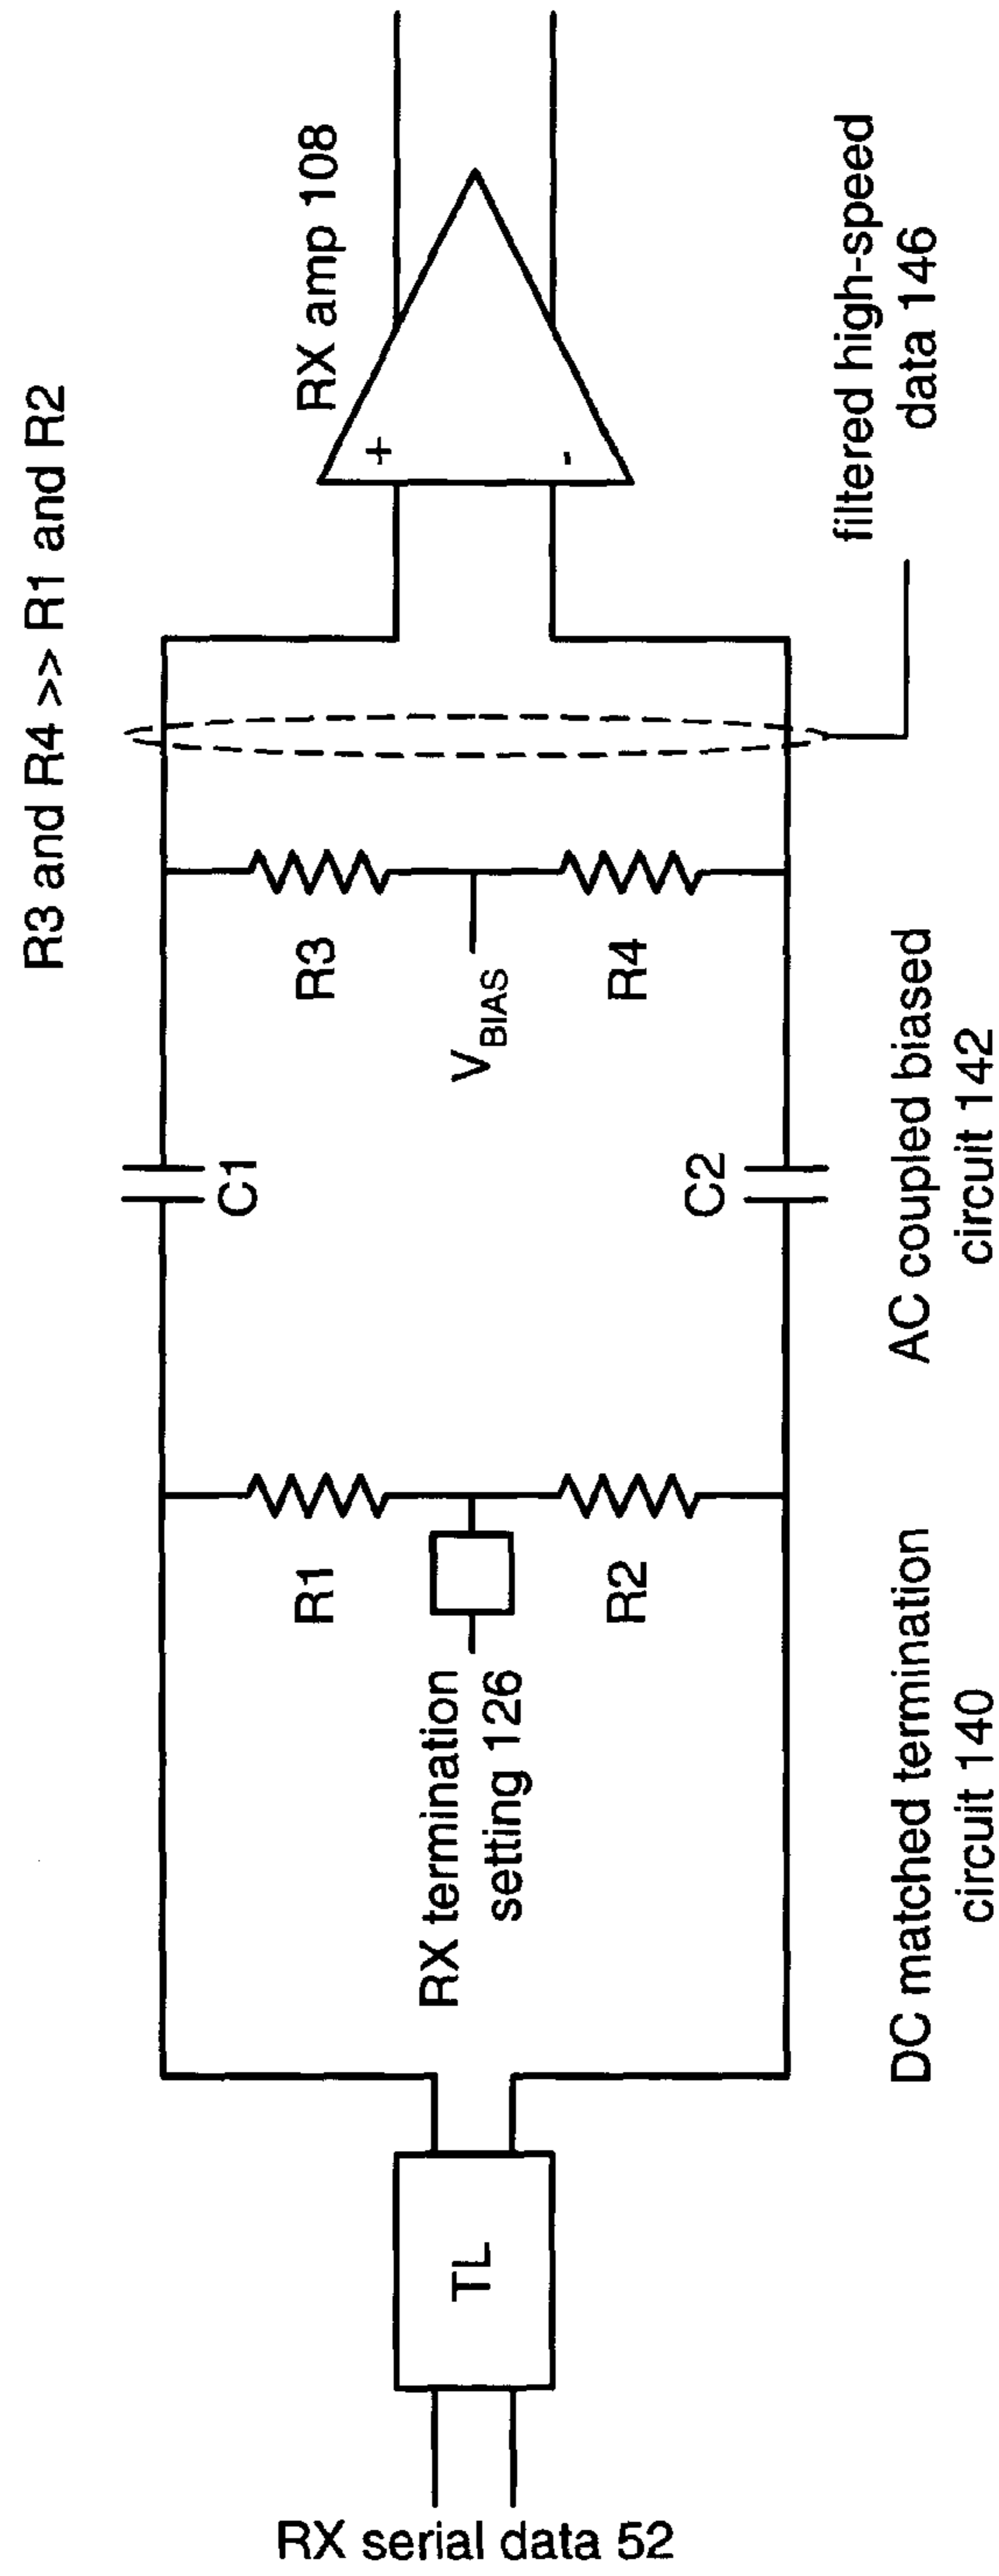 R3 and R4 >> R1 and R2
RX amp 108
+
-
filtered high-speed
data 146
R3
VBIAS
R4
C1
C2
AC coupled biased
circuit 142
R1
RX termination
setting 126
R2
DC matched termination
circuit 140
TL
RX serial data 52